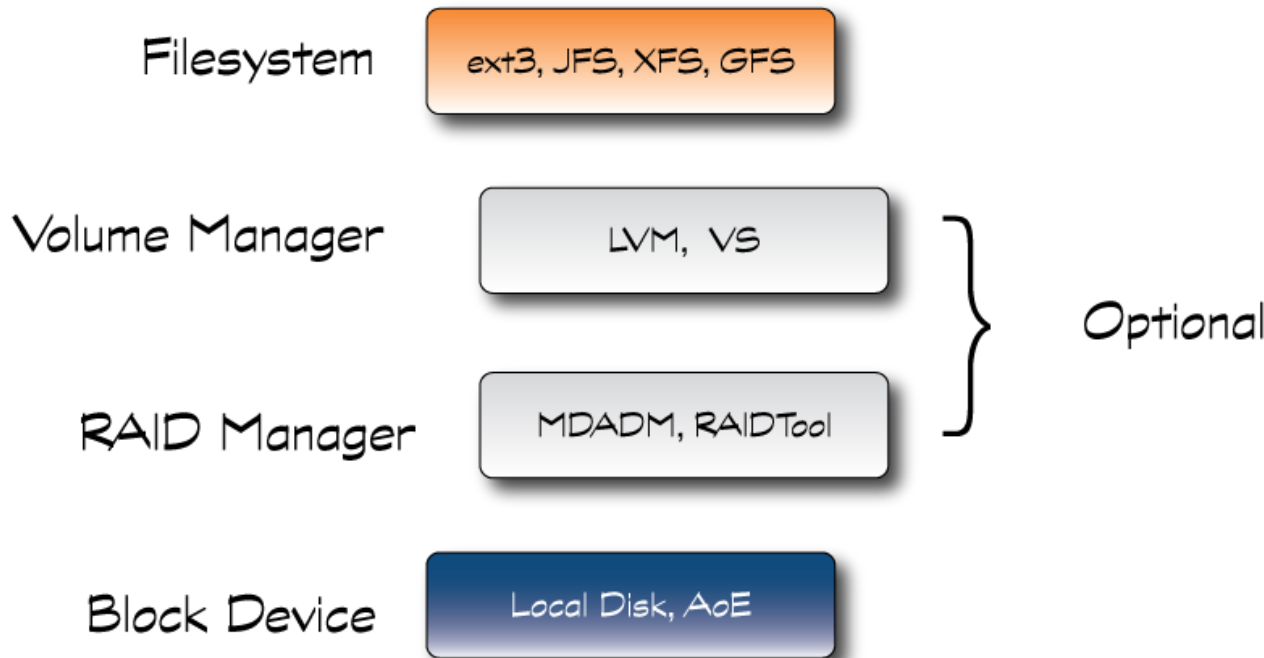 Filesystem
ext3, JFS, XFS, GFS
Volume Manager
LVM, VS
Optional
RAID Manager
MDADM, RAIDTool
Block Device
Local Disk, AoE